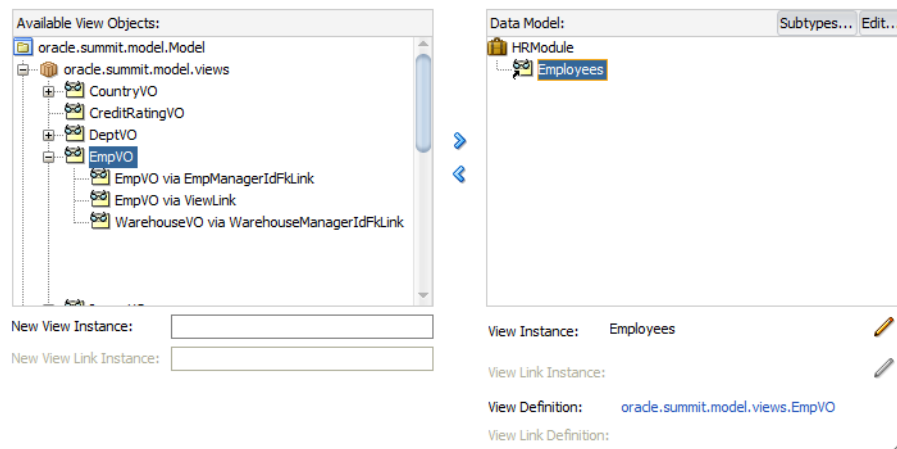 Available View Objects:
oracle.summit.model.Model
oracle.summit.model.views
CountryVO
CreditRatingVO
DeptVO
EmpVO
EmpVO via EmpManagerIdFkLink
EmpVO via ViewLink
WarehouseVO via WarehouseManagerIdFkLink
New View Instance:
New View Link Instance:
Data Model:
Subtypes... Edit...
HRModule
Employees
View Instance: Employees
View Link Instance:
View Definition: oracle.summit.model.views.EmpVO
View Link Definition: